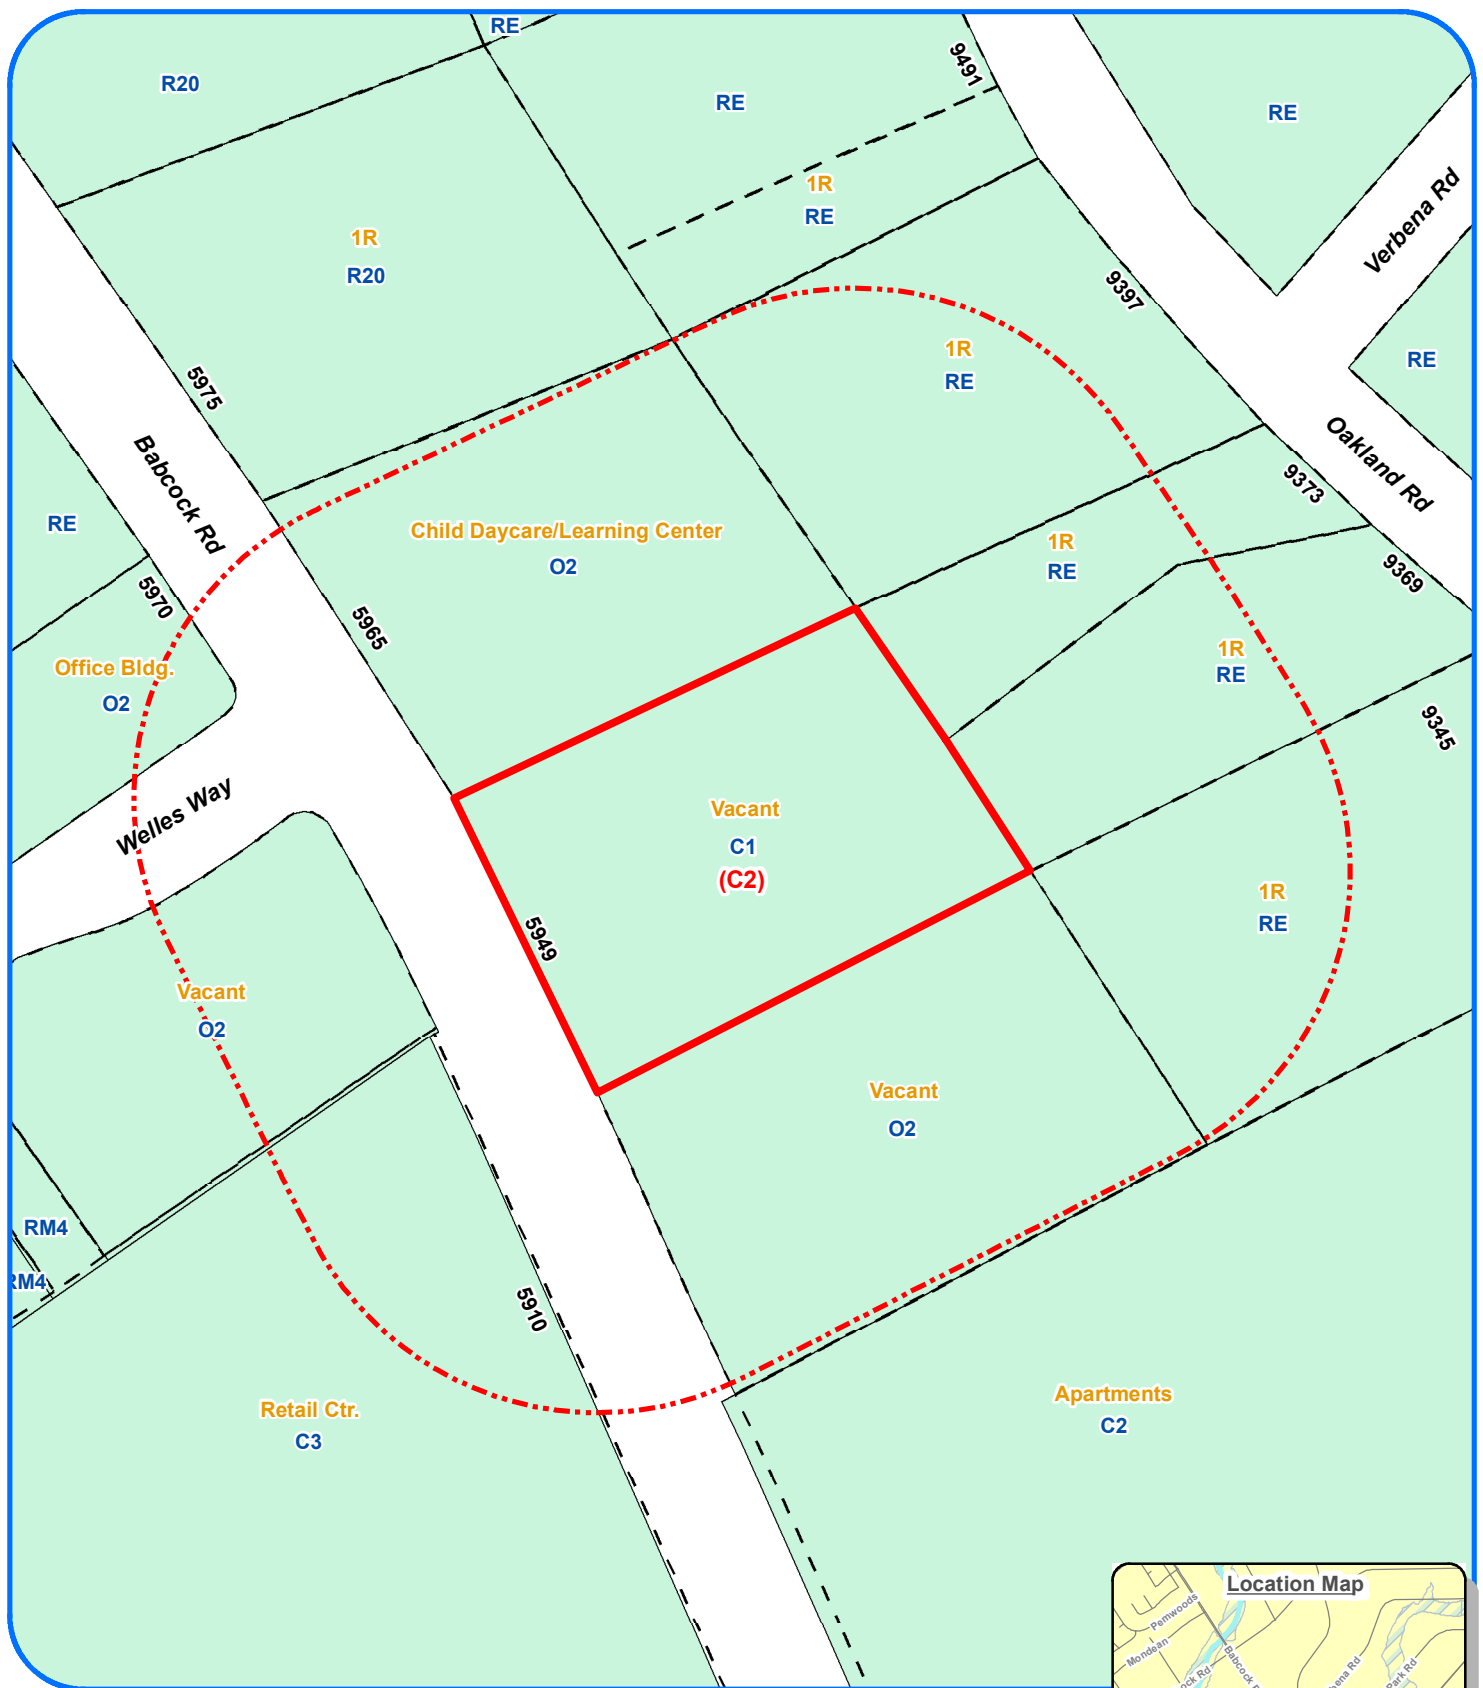 RE
R20
9491
RE
RE
1R
RE
Verbena Rd
1R
R20
9397
1R
RE
RE
5975
Babcock Rd
Oakland Rd
9373
RE
Child Daycare/Learning Center
O2
1R
RE
9369
5970
5965
Office Bldg.
O2
1R
RE
9345
Welles Way
Vacant
C1
(C2)
1R
RE
5949
Vacant
O2
Vacant
O2
RM4
RM4
5910
Retail Ctr.
C3
Apartments
C2
Location Map
Pemwoods
Mondean
Babcock